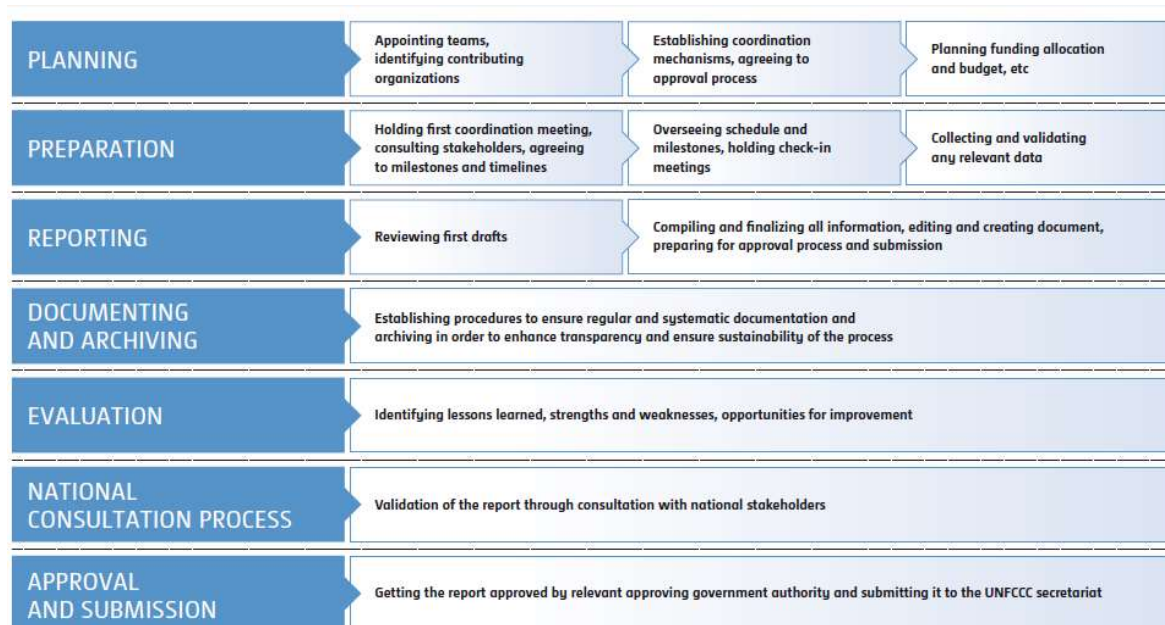 PLANNING
Appointing teams,
identifying contributing
organizations
Establishing coordination
mechanisms, agreeing to
approval process
Planning funding allocation
and budget, etc
PREPARATION
Holding first coordination meeting,
consulting stakeholders, agreeing
to milestones and timelines
Overseeing schedule and
milestones, holding check-in
meetings
Collecting and validating
any relevant data
REPORTING
Reviewing first drafts
Compiling and finalizing all information, editing and creating document,
preparing for approval process and submission
DOCUMENTING
AND ARCHIVING
Establishing procedures to ensure regular and systematic documentation and
archiving in order to enhance transparency and ensure sustainability of the process
EVALUATION
Identifying lessons learned, strengths and weaknesses, opportunities for improvement
NATIONAL
CONSULTATION PROCESS
Validation of the report through consultation with national stakeholders
APPROVAL
AND SUBMISSION
Getting the report approved by relevant approving government authority and submitting it to the UNFCCC secretariat